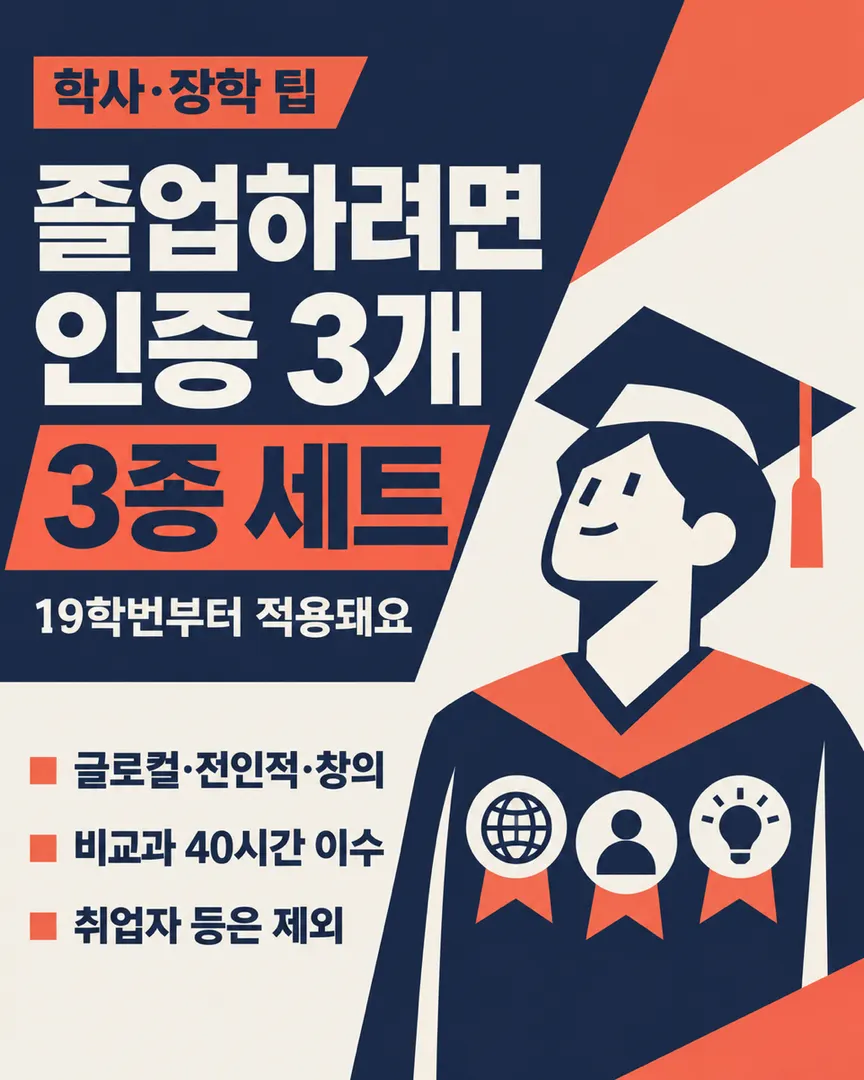 학사·장학 팁
졸업하려면
인증 3개
3종 세트
19학번부터 적용돼요
글로컬·전인적·창의
비교과 40시간 이수
취업자 등은 제외